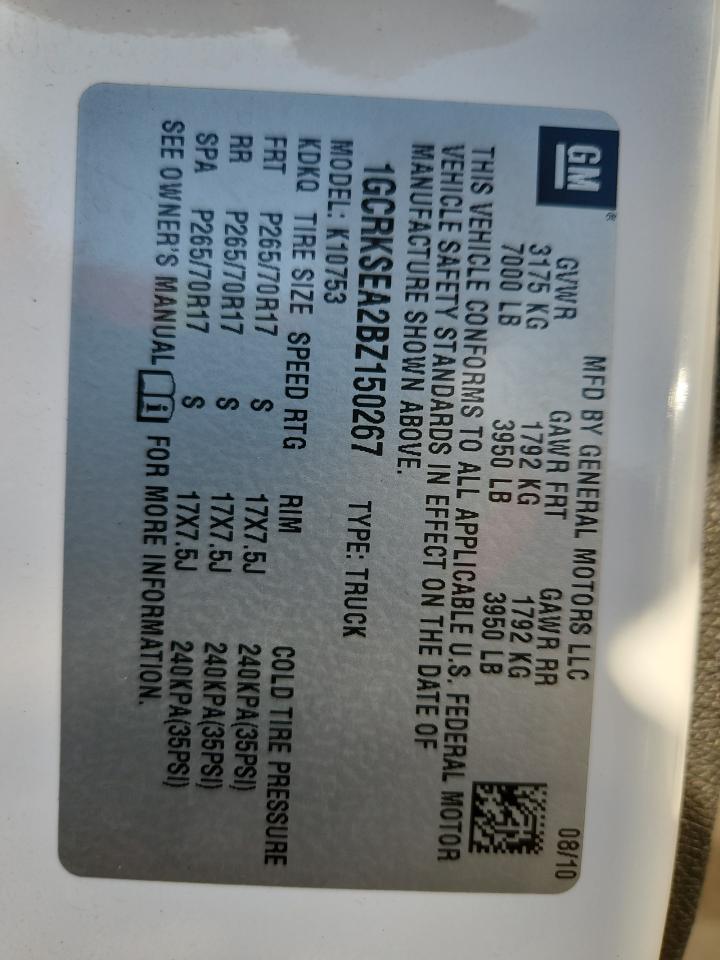 GM®
MFD BY GENERAL MOTORS LLC 08/10
GVWR GAWR FRT GAWR RR
3175 KG 1792 KG 1792 KG
7000 LB 3950 LB 3950 LB
THIS VEHICLE CONFORMS TO ALL APPLICABLE U.S. FEDERAL MOTOR
VEHICLE SAFETY STANDARDS IN EFFECT ON THE DATE OF
MANUFACTURE SHOWN ABOVE.
1GCRKSEA2BZ150267 TYPE: TRUCK
MODEL: K10753
KDKQ TIRE SIZE SPEED RTG RIM COLD TIRE PRESSURE
FRT P265/70R17 S 17X7.5J 240KPA(35PSI)
RR P265/70R17 S 17X7.5J 240KPA(35PSI)
SPA P265/70R17 S 17X7.5J 240KPA(35PSI)
SEE OWNER'S MANUAL FOR MORE INFORMATION.